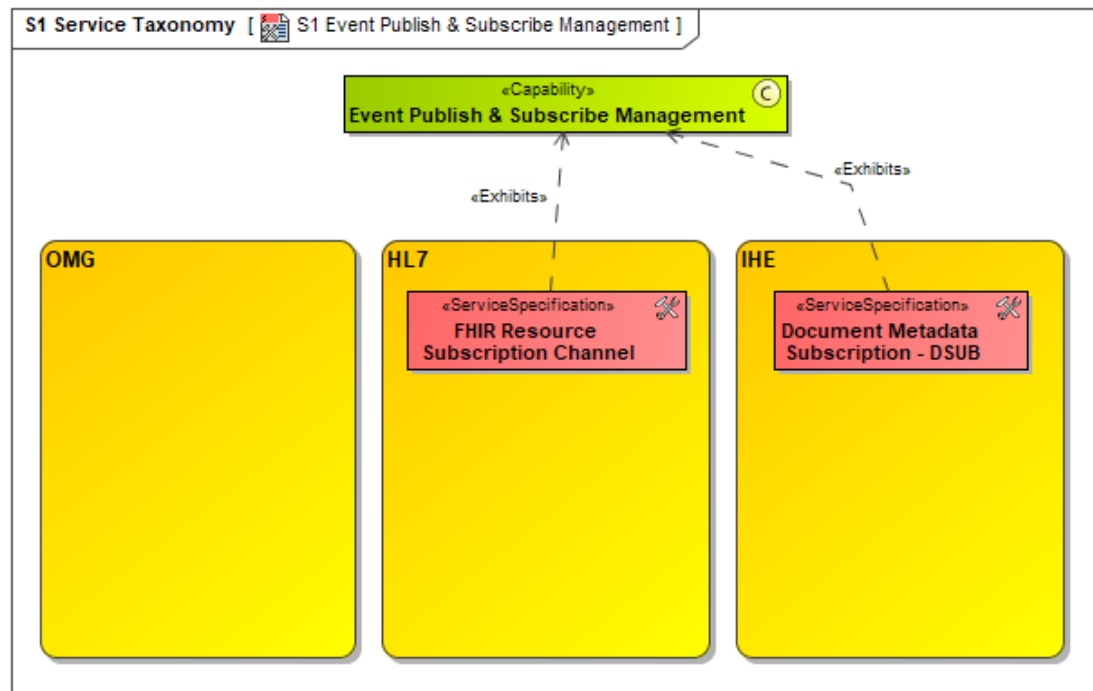 S1 Service Taxonomy [ S1 Event Publish & Subscribe Management ]
«Capability»
C
Event Publish & Subscribe Management
«Exhibits»
«Exhibits»
OMG
HL7
«ServiceSpecification»
FHIR Resource
Subscription Channel
IHE
«ServiceSpecification»
Document Metadata
Subscription - DSUB